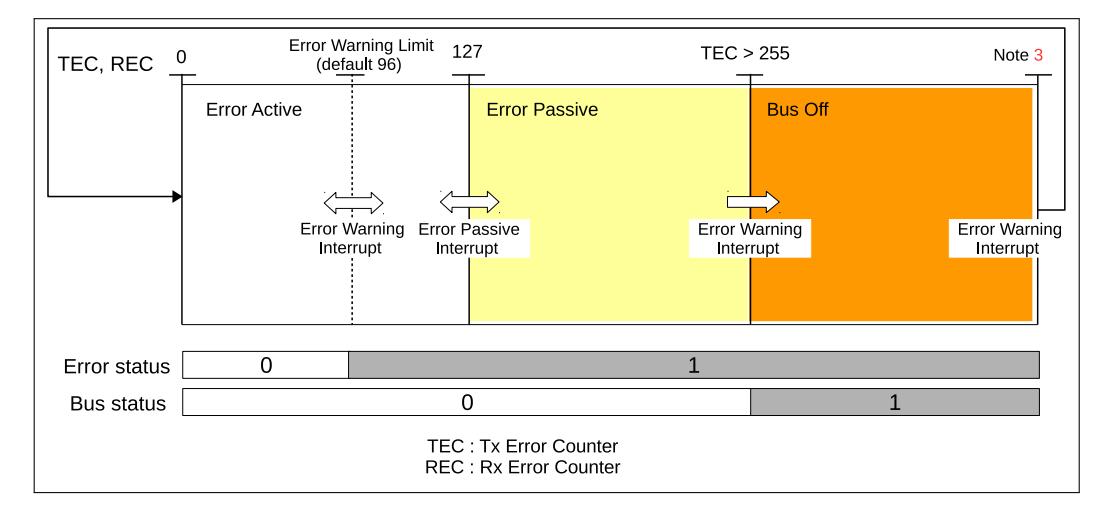 TEC, REC
0
Error Warning Limit
(default 96)
127
TEC > 255
Note 3
Error Active
Error Passive
Bus Off
Error Warning
Interrupt
Error Passive
Interrupt
Error Warning
Interrupt
Error Warning
Interrupt
Error status
0
1
Bus status
0
1
TEC : Tx Error Counter
REC : Rx Error Counter